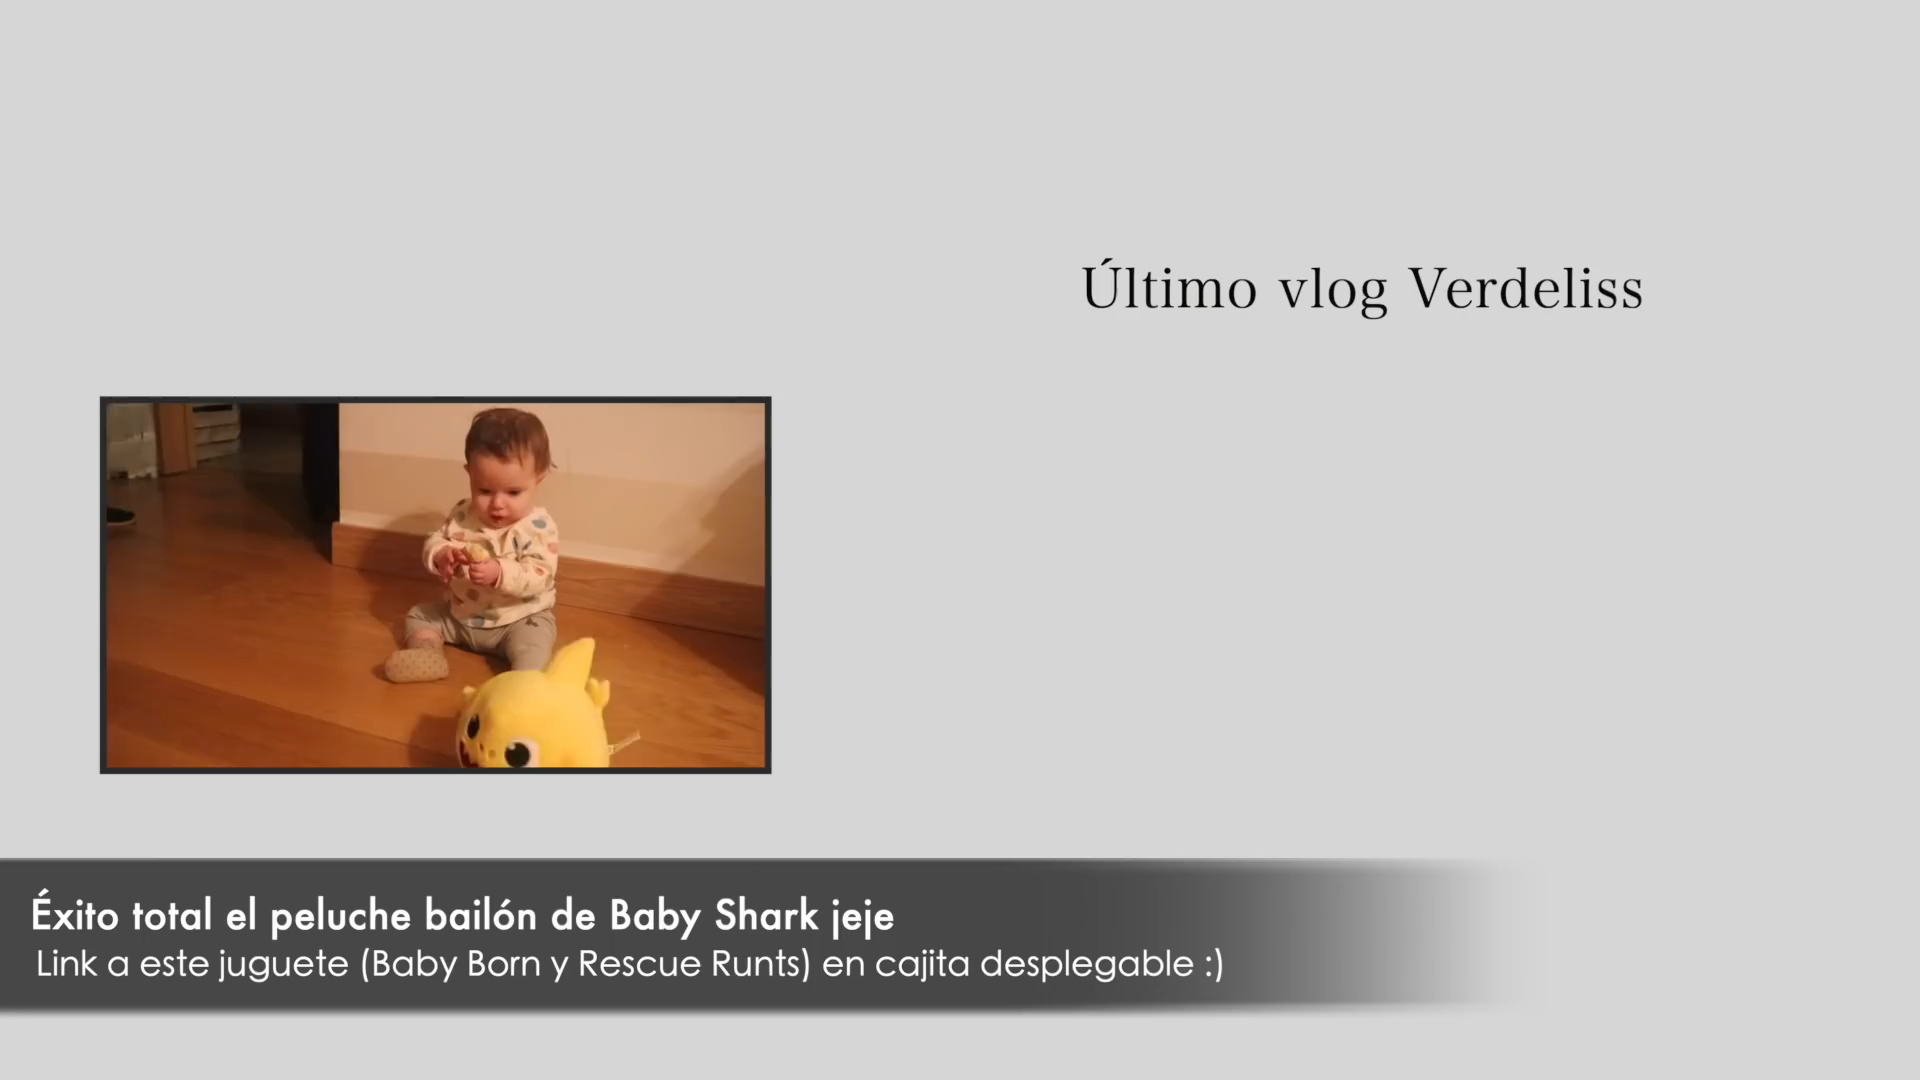 Último vlog Verdeliss
Éxito total el peluche bailón de Baby Shark jeje
Link a este juguete (Baby Born y Rescue Runts) en cajita desplegable :)